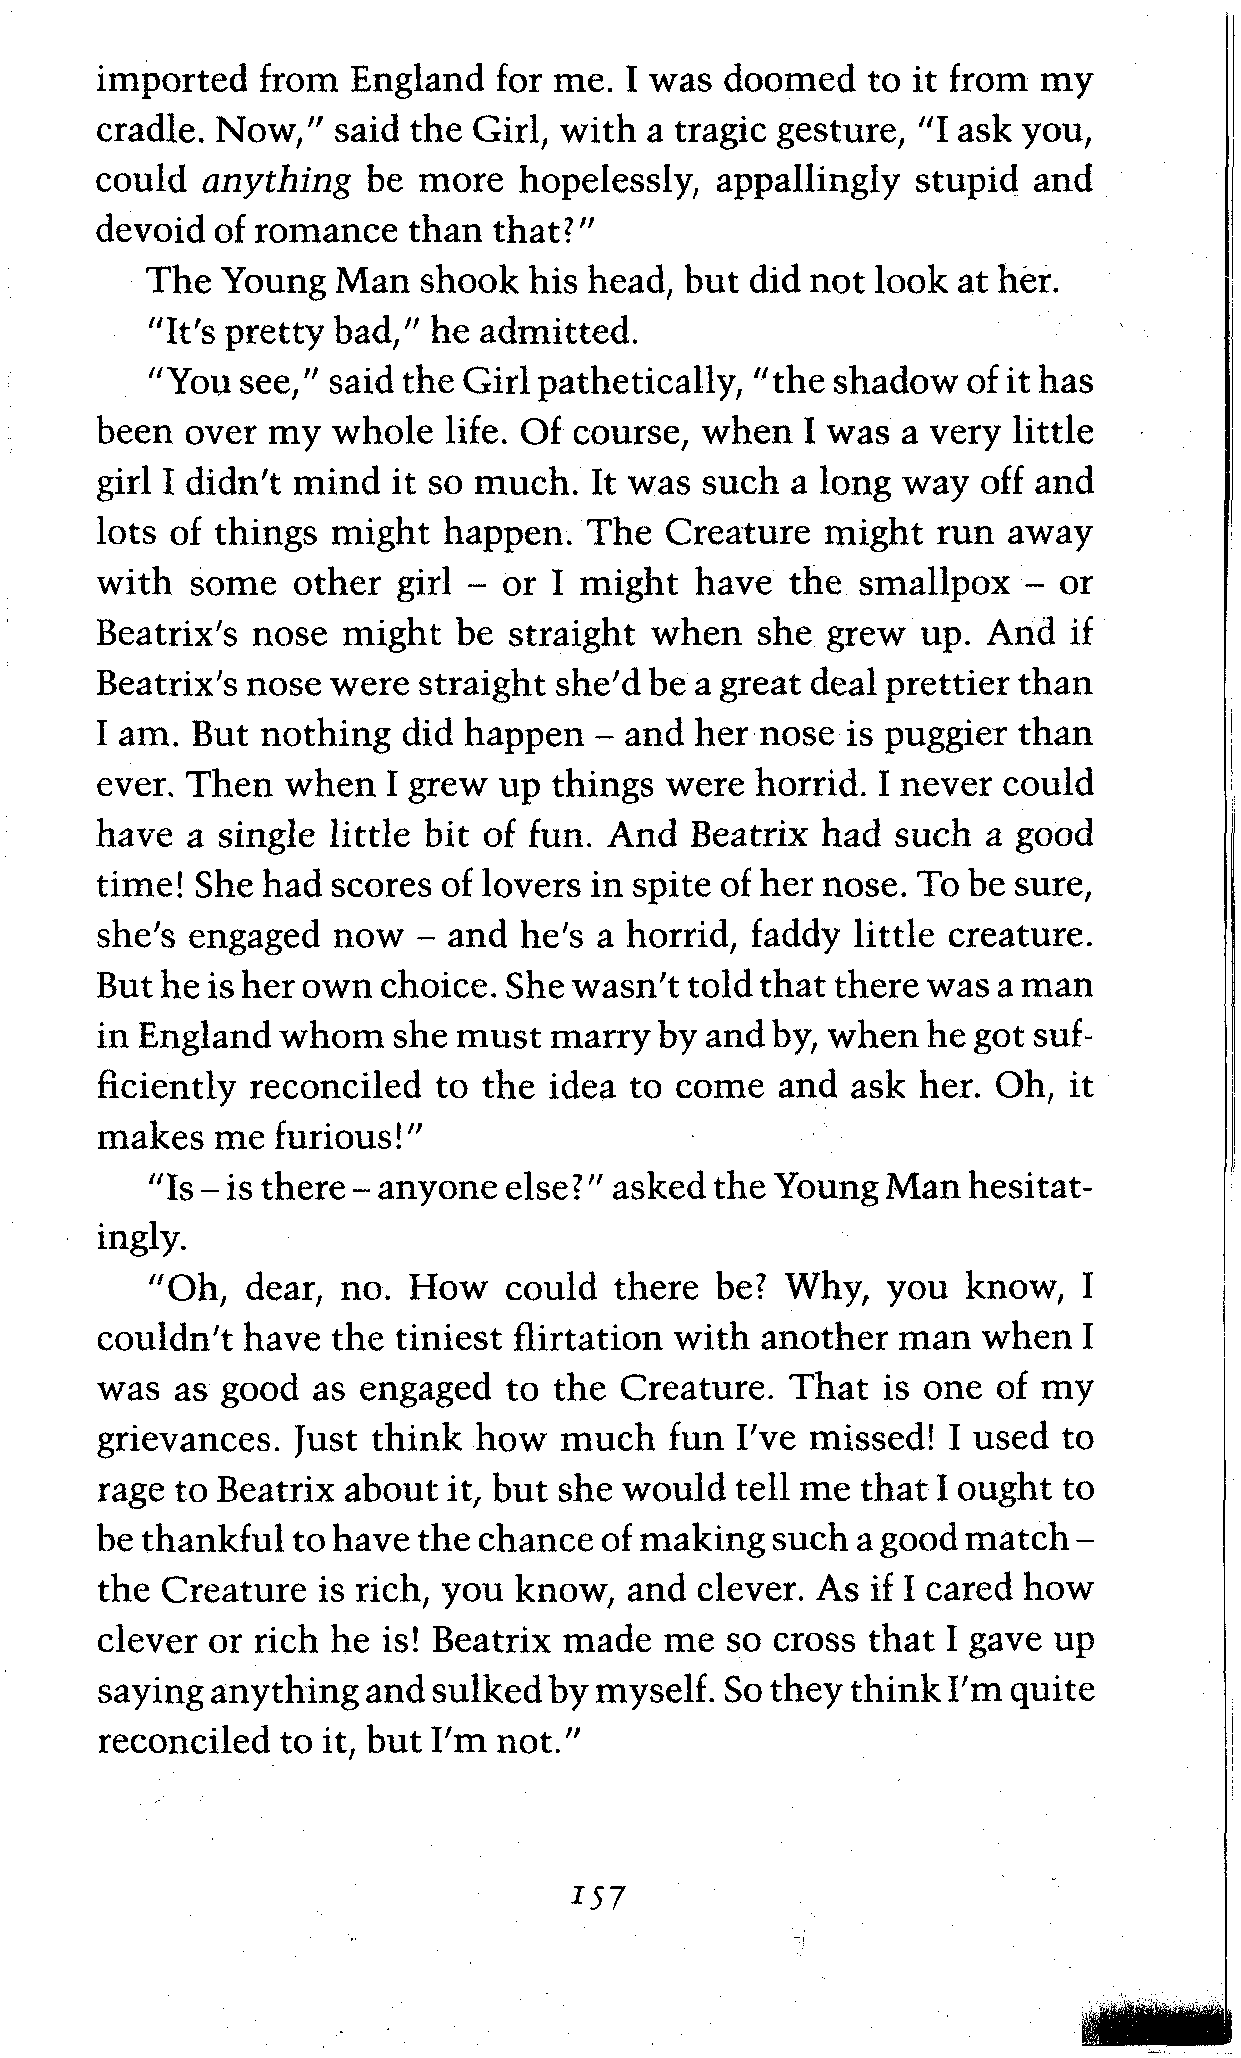 imported from England for me. I was doomed to it from my
cradle. Now," said the Girl, with a tragic gesture, "I ask you,
could anything be more hopelessly, appallingly stupid and
devoid of romance than that?"
The Young Man shook his head, but did not look at her.
"It's pretty bad," he admitted.
"You see," said the Girl pathetically, "the shadow of it has
been over my whole life. Of course, when I was a very little
girl I didn't mind it so much. It was such a long way off and
lots of things might happen. The Creature might run away
with some other girl – or I might have the smallpox – or
Beatrix's nose might be straight when she grew up. And if
Beatrix's nose were straight she'd be a great deal prettier than
I am. But nothing did happen – and her nose is puggier than
ever. Then when I grew up things were horrid. I never could
have a single little bit of fun. And Beatrix had such a good
time! She had scores of lovers in spite of her nose. To be sure,
she's engaged now – and he's a horrid, faddy little creature.
But he is her own choice. She wasn't told that there was a man
in England whom she must marry by and by, when he got suf-
ficiently reconciled to the idea to come and ask her. Oh, it
makes me furious!"
"Is – is there – anyone else?" asked the Young Man hesitat-
ingly.
"Oh, dear, no. How could there be? Why, you know, I
couldn't have the tiniest flirtation with another man when I
was as good as engaged to the Creature. That is one of my
grievances. Just think how much fun I've missed! I used to
rage to Beatrix about it, but she would tell me that I ought to
be thankful to have the chance of making such a good match –
the Creature is rich, you know, and clever. As if I cared how
clever or rich he is! Beatrix made me so cross that I gave up
saying anything and sulked by myself. So they think I'm quite
reconciled to it, but I'm not."
157